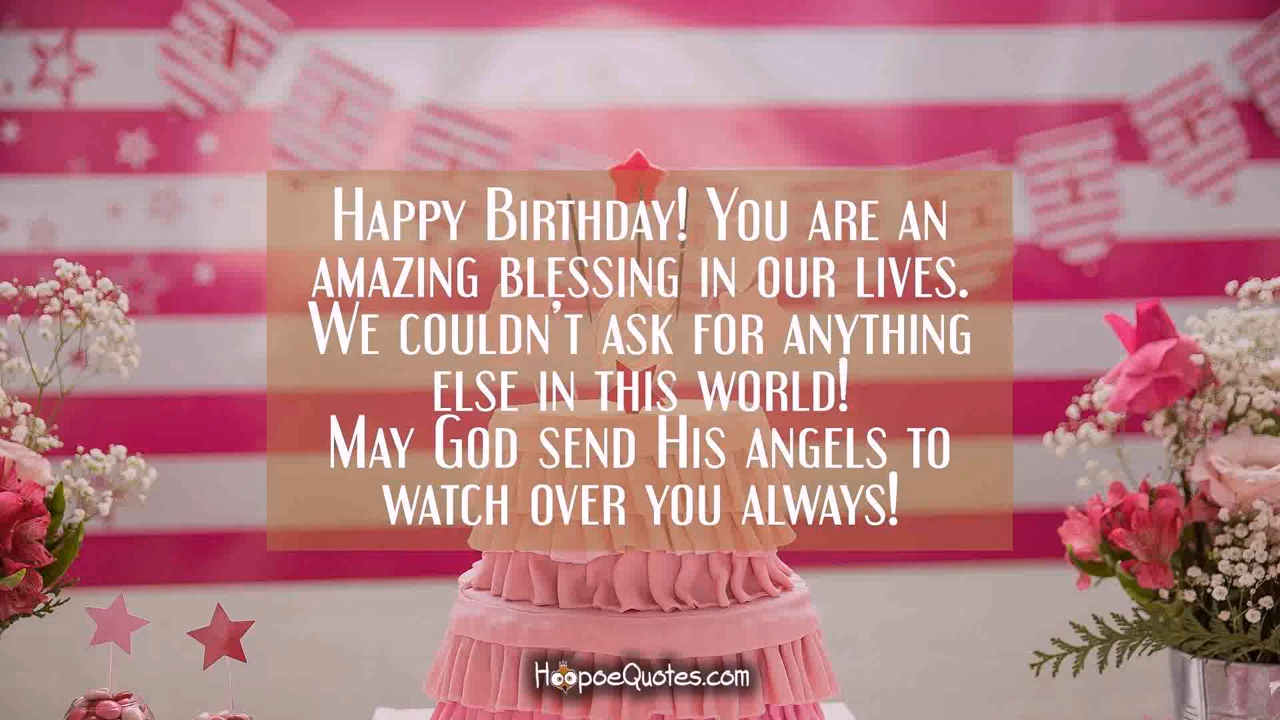 Happy Birthday! You are an
amazing blessing in our lives.
We couldn't ask for anything
else in this world!
May God send His angels to
watch over you always!
HoopoeQuotes.com